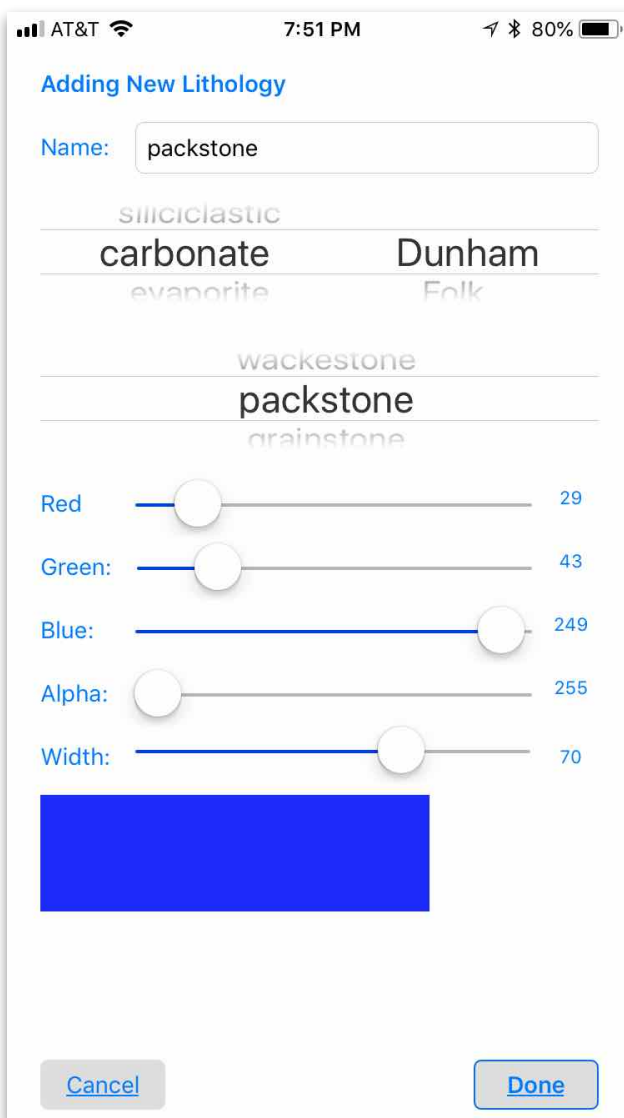 AT&T 7:51 PM 80%
Adding New Lithology
Name: packstone
siliciclastic
carbonate Dunham
evaporite Folk
wackestone
packstone
grainstone
Red 29
Green: 43
Blue: 249
Alpha: 255
Width: 70
Cancel Done